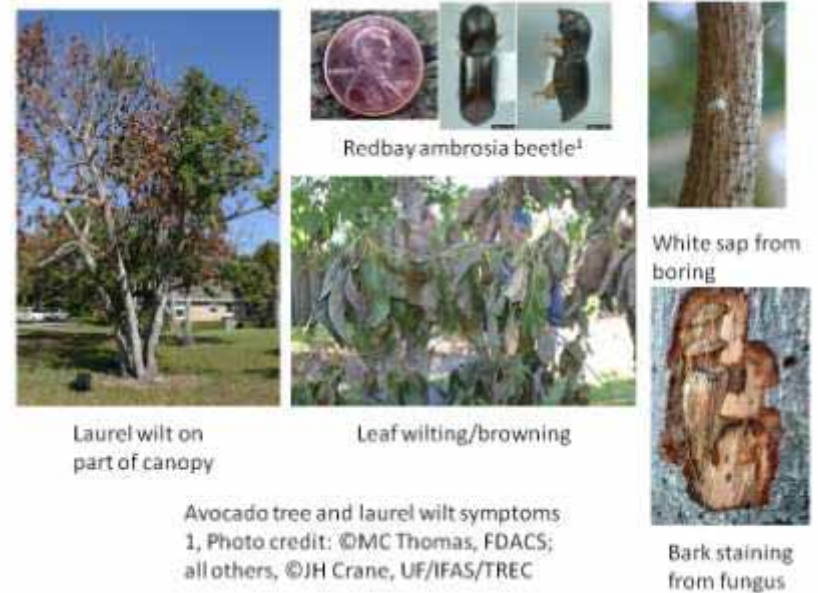 Redbay ambrosia beetle¹
White sap from
boring
Laurel wilt on
part of canopy
Leaf wilting/browning
Avocado tree and laurel wilt symptoms
1, Photo credit: ©MC Thomas, FDACS;
all others, ©JH Crane, UF/IFAS/TREC
Bark staining
from fungus